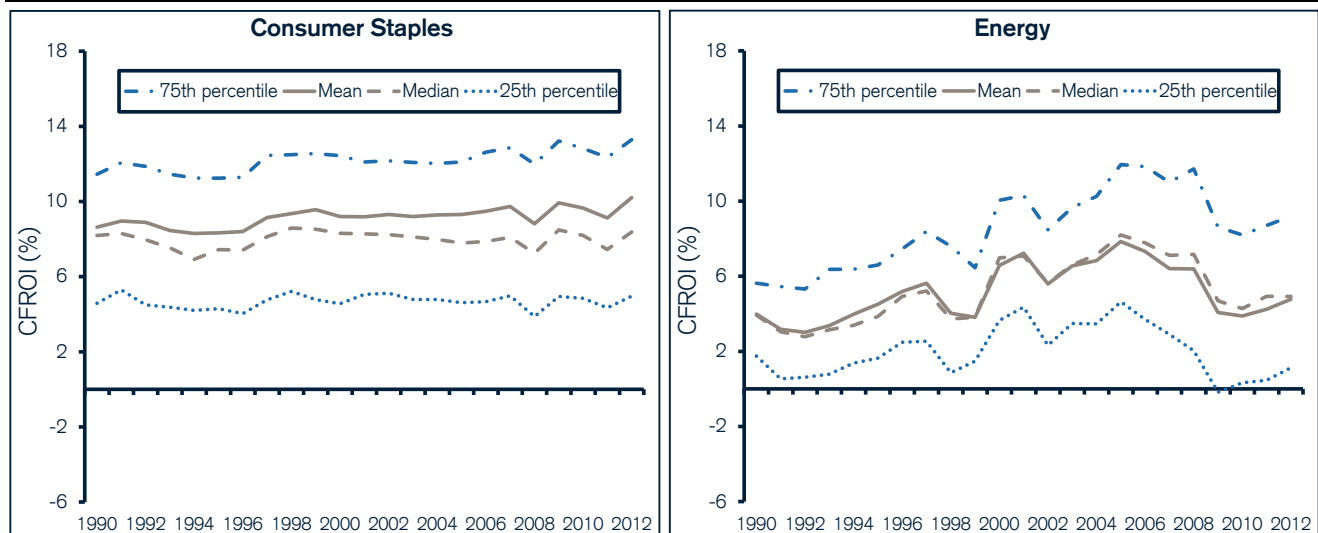 Consumer Staples
18
14
10
6
2
-2
-6
CFROI (%)
75th percentile Mean Median 25th percentile
1990 1992 1994 1996 1998 2000 2002 2004 2006 2008 2010 2012
Energy
18
14
10
6
2
-2
-6
CFROI (%)
75th percentile Mean Median 25th percentile
1990 1992 1994 1996 1998 2000 2002 2004 2006 2008 2010 2012